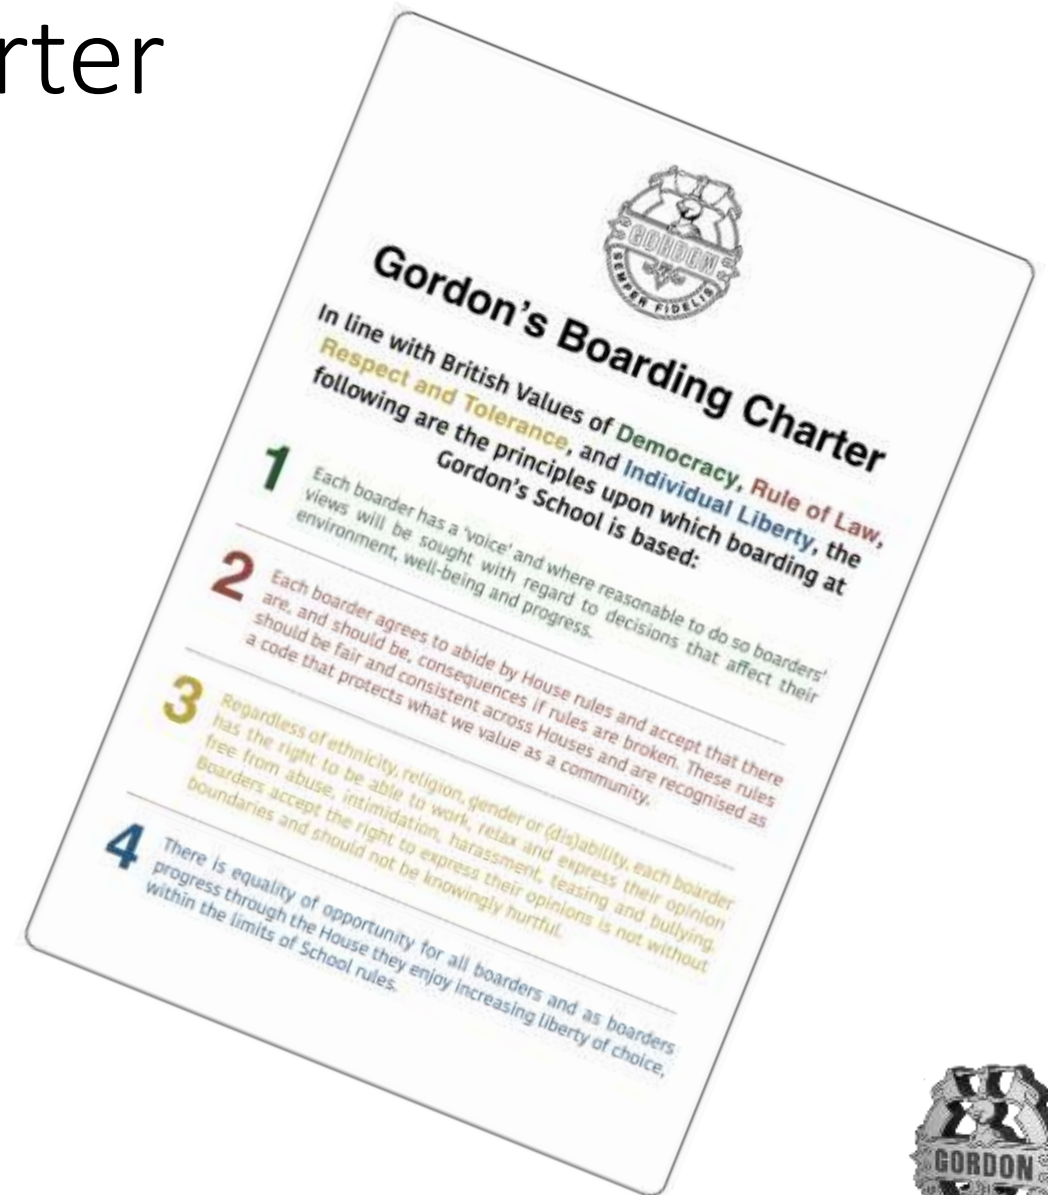 rter
GORDON
SEMPER FIDELIS
Gordon's Boarding Charter
In line with British Values of Democracy, Rule of Law,
Respect and Tolerance, and Individual Liberty, the
following are the principles upon which boarding at
Gordon's School is based:
1
Each boarder has a 'voice' and where reasonable to do so boarders'
views will be sought with regard to decisions that affect their
environment, well-being and progress.
2
Each boarder agrees to abide by House rules and accept that there
are, and should be, consequences if rules are broken. These rules
should be fair and consistent across Houses and are recognised as
a code that protects what we value as a community.
3
Regardless of ethnicity, religion, gender or (dis)ability, each boarder
has the right to be able to work, relax and express their opinion
free from abuse, intimidation, harassment, teasing and bullying.
Boarders accept the right to express their opinions is not without
boundaries and should not be knowingly hurtful.
4
There is equality of opportunity for all boarders and as boarders
progress through the House they enjoy increasing liberty of choice,
within the limits of School rules.
GORDON